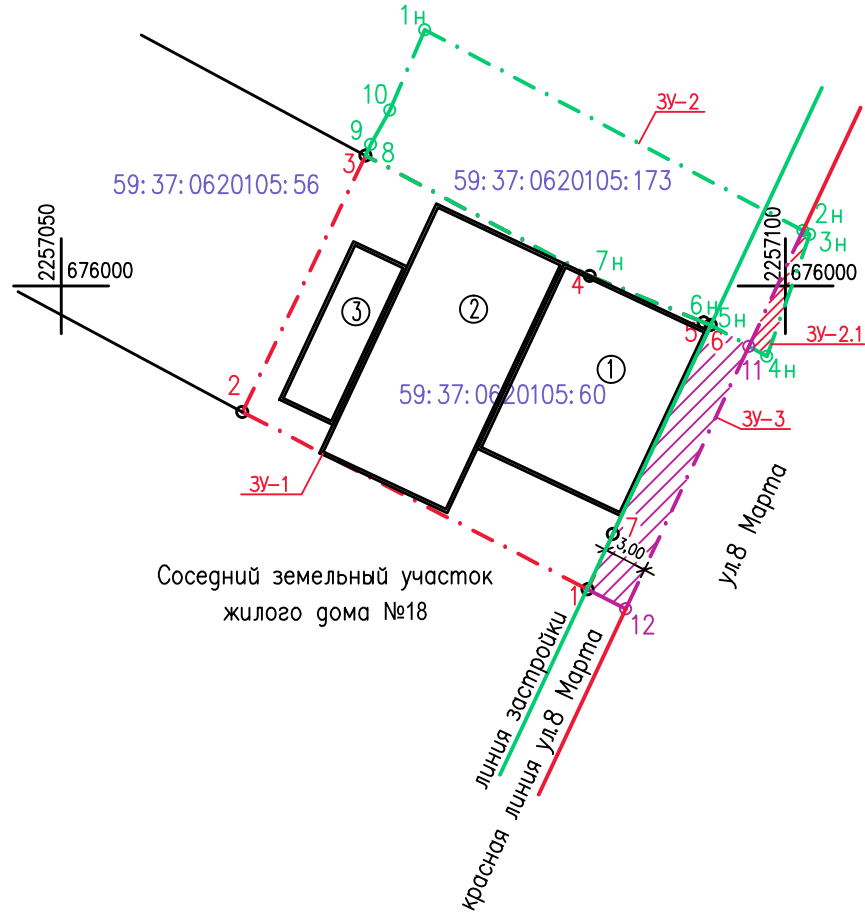 1н
ЗУ-2
10
9
8
3
59:37:0620105:56
59:37:0620105:173
2257050
676000
2257100
676000
2н
3н
7н
4
6н
5н
5
6
ЗУ-2.1
4н
11
3
2
1
59:37:0620105:60
2
ЗУ-3
ЗУ-1
7
3,00
ул.8 Марта
Соседний земельный участок
жилого дома №18
1
12
линия застройки
красная линия ул.8 Марта